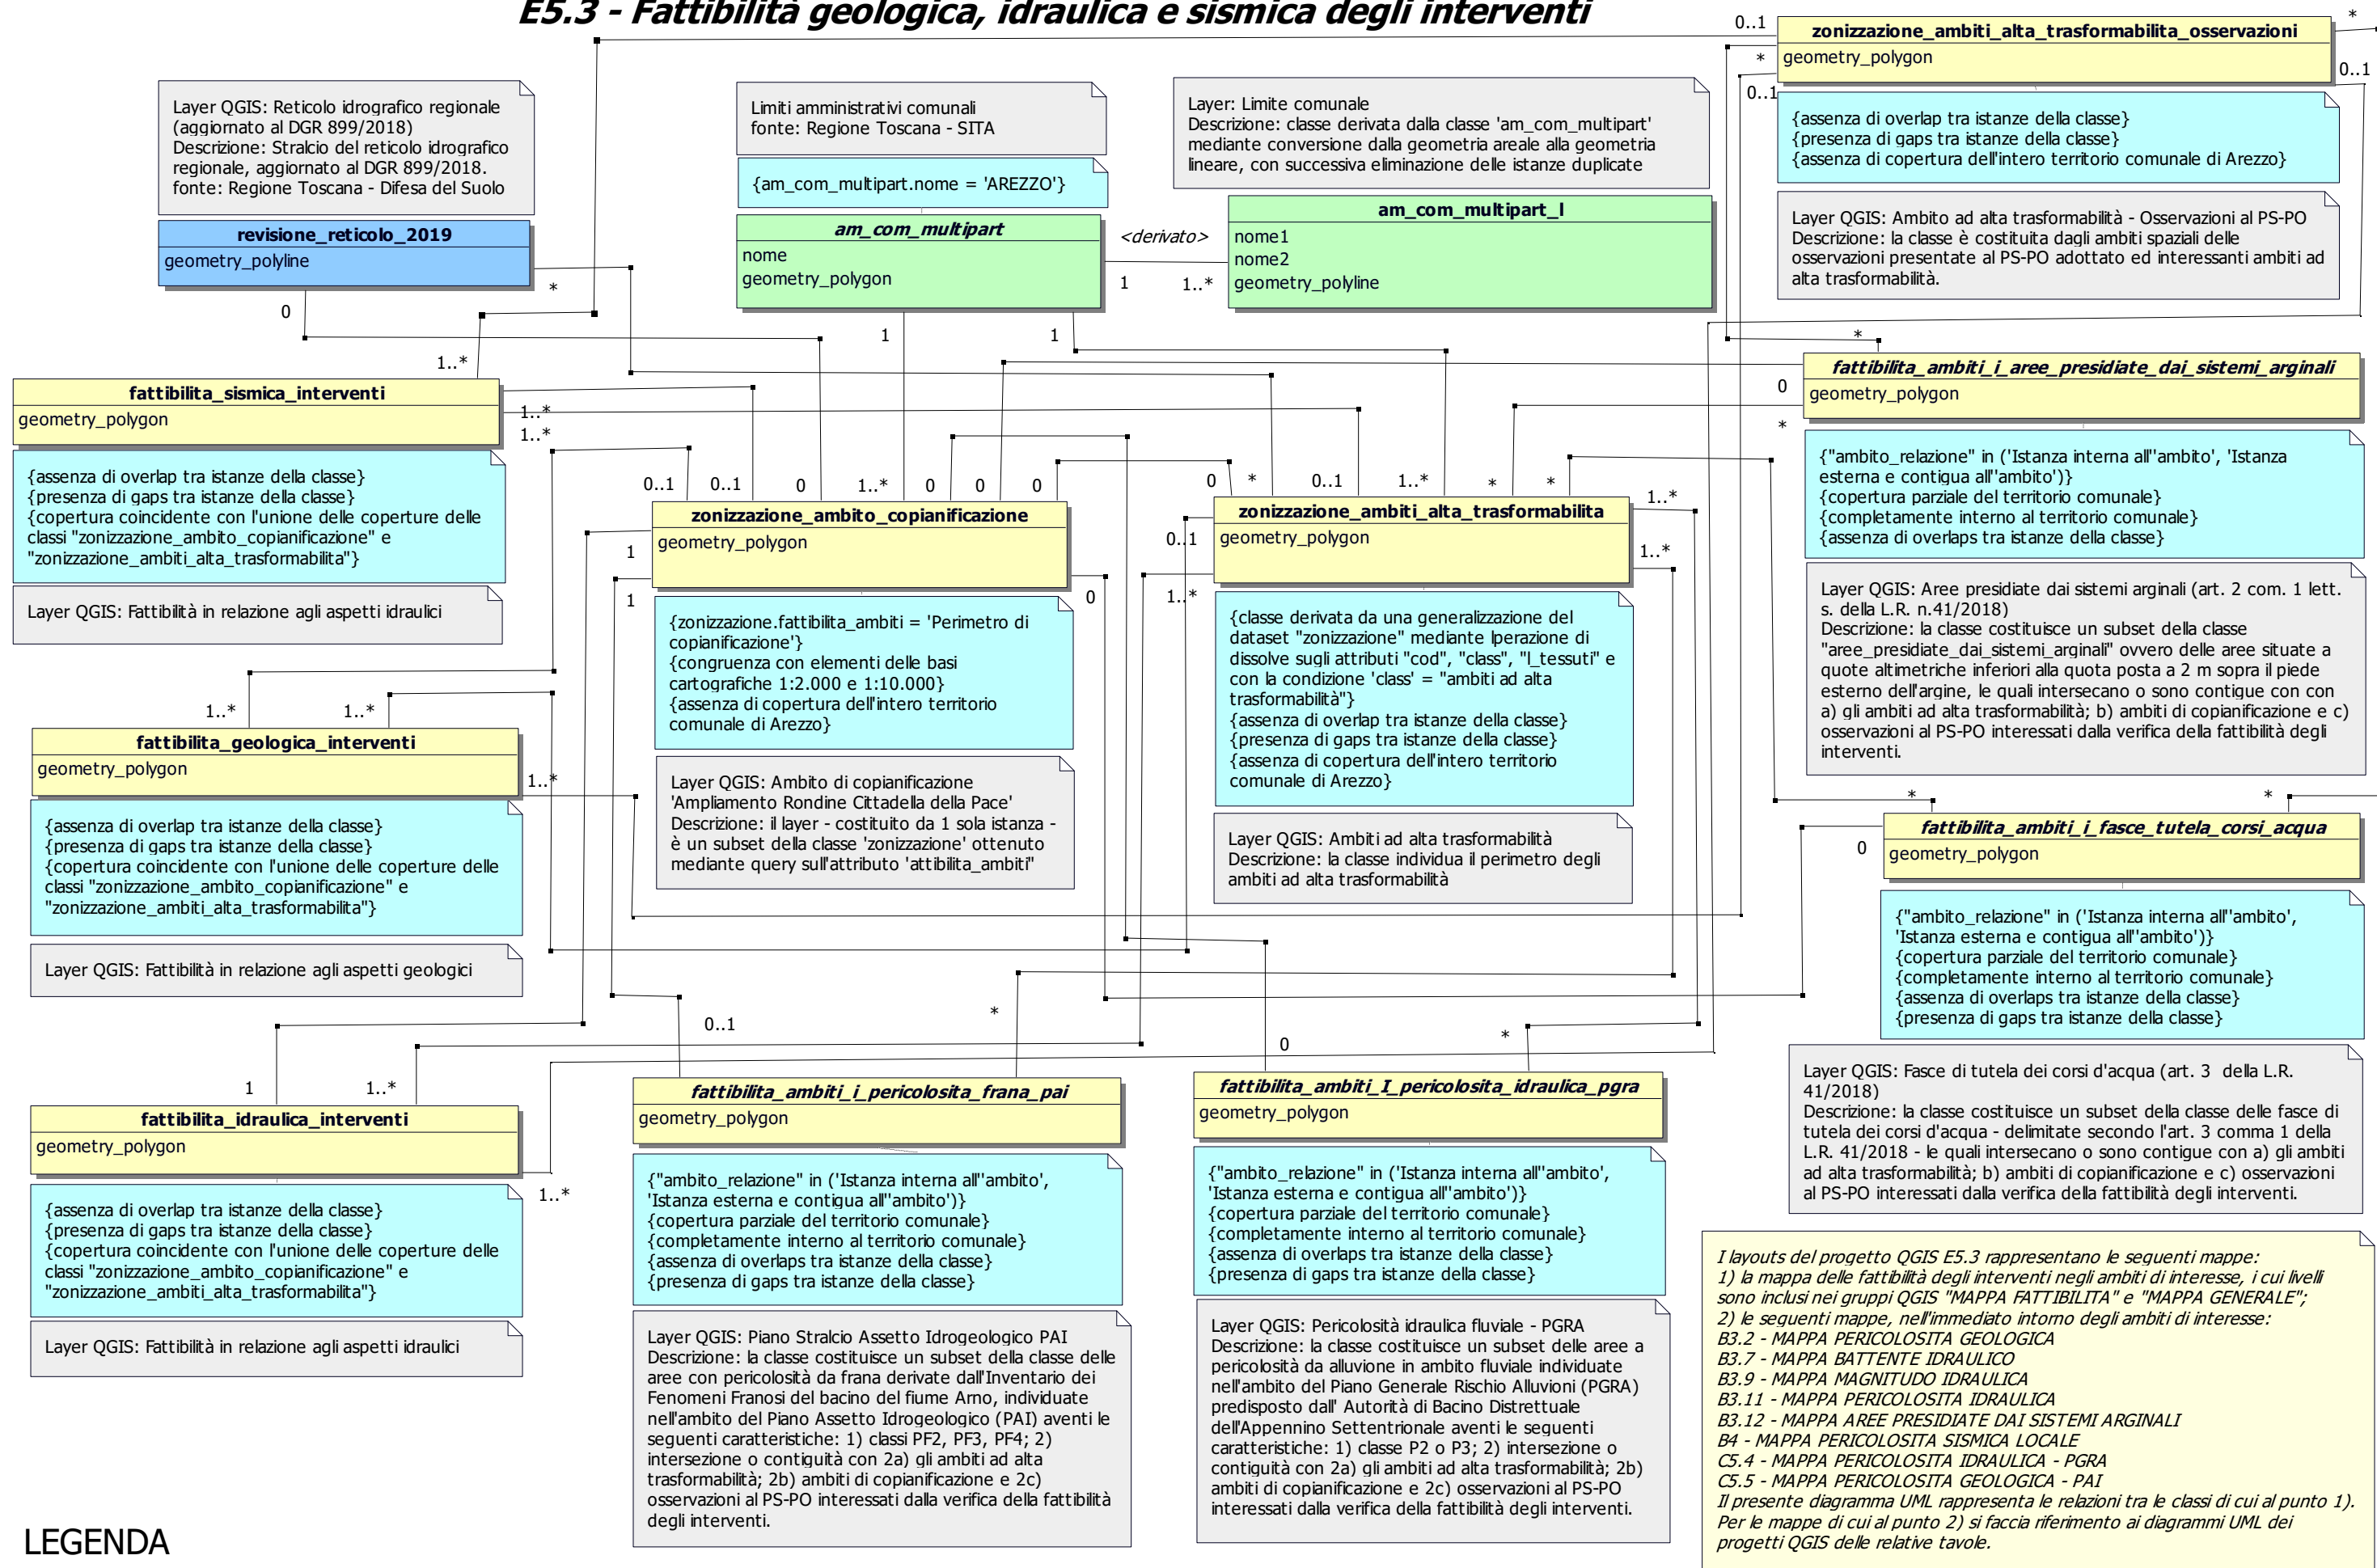 E5.3 - Fattibilità geologica, idraulica e sismica degli interventi
Layer QGIS: Reticolo idrografico regionale
(aggiornato al DGR 899/2018)
Descrizione: Stralcio del reticolo idrografico
regionale, aggiornato al DGR 899/2018.
fonte: Regione Toscana - Difesa del Suolo
revisione_reticolo_2019
geometry_polyline
*
0
Limiti amministrativi comunali
fonte: Regione Toscana - SITA
{am_com_multipart.nome = 'AREZZO'}
am_com_multipart
nome
geometry_polygon
<derivato>
1
1..*
1
1
Layer: Limite comunale
Descrizione: classe derivata dalla classe 'am_com_multipart'
mediante conversione dalla geometria areale alla geometria
lineare, con successiva eliminazione delle istanze duplicate
am_com_multipart_l
nome1
nome2
geometry_polyline
0..1
*
*
0..1
0..1
zonizzazione_ambiti_alta_trasformabilita_osservazioni
geometry_polygon
{assenza di overlap tra istanze della classe}
{presenza di gaps tra istanze della classe}
{assenza di copertura dell'intero territorio comunale di Arezzo}
Layer QGIS: Ambito ad alta trasformabilità - Osservazioni al PS-PO
Descrizione: la classe è costituita dagli ambiti spaziali delle
osservazioni presentate al PS-PO adottato ed interessanti ambiti ad
alta trasformabilità.
1..*
fattibilita_sismica_interventi
geometry_polygon
1..*
1..*
{assenza di overlap tra istanze della classe}
{presenza di gaps tra istanze della classe}
{copertura coincidente con l'unione delle coperture delle
classi "zonizzazione_ambito_copianificazione" e
"zonizzazione_ambiti_alta_trasformabilita"}
Layer QGIS: Fattibilità in relazione agli aspetti idraulici
*
fattibilita_ambiti_i_aree_presidiate_dai_sistemi_arginali
geometry_polygon
0
*
{"ambito_relazione" in ('Istanza interna all''ambito', 'Istanza
esterna e contigua all''ambito')}
{copertura parziale del territorio comunale}
{completamente interno al territorio comunale}
{assenza di overlaps tra istanze della classe}
Layer QGIS: Aree presidiate dai sistemi arginali (art. 2 com. 1 lett.
s. della L.R. n.41/2018)
Descrizione: la classe costituisce un subset della classe
"aree_presidiate_dai_sistemi_arginali" ovvero delle aree situate a
quote altimetriche inferiori alla quota posta a 2 m sopra il piede
esterno dell'argine, le quali intersecano o sono contigue con con
a) gli ambiti ad alta trasformabilità; b) ambiti di copianificazione e c)
osservazioni al PS-PO interessati dalla verifica della fattibilità degli
interventi.
0..1 0..1 0 1..* 0 0 0
zonizzazione_ambito_copianificazione
geometry_polygon
1
1
0
{zonizzazione.fattibilita_ambiti = 'Perimetro di
copianificazione'}
{congruenza con elementi delle basi
cartografiche 1:2.000 e 1:10.000}
{assenza di copertura dell'intero territorio
comunale di Arezzo}
Layer QGIS: Ambito di copianificazione
'Ampliamento Rondine Cittadella della Pace'
Descrizione: il layer - costituito da 1 sola istanza -
è un subset della classe 'zonizzazione' ottenuto
mediante query sull'attributo 'attibilita_ambiti"
0 * 0..1 1..* * * 1..*
zonizzazione_ambiti_alta_trasformabilita
geometry_polygon
0..1
1..*
1..*
{classe derivata da una generalizzazione del
dataset "zonizzazione" mediante lperazione di
dissolve sugli attributi "cod", "class", "l_tessuti" e
con la condizione 'class' = "ambiti ad alta
trasformabilità"}
{assenza di overlap tra istanze della classe}
{presenza di gaps tra istanze della classe}
{assenza di copertura dell'intero territorio
comunale di Arezzo}
Layer QGIS: Ambiti ad alta trasformabilità
Descrizione: la classe individua il perimetro degli
ambiti ad alta trasformabilità
1..* 1..*
fattibilita_geologica_interventi
geometry_polygon
1..*
{assenza di overlap tra istanze della classe}
{presenza di gaps tra istanze della classe}
{copertura coincidente con l'unione delle coperture delle
classi "zonizzazione_ambito_copianificazione" e
"zonizzazione_ambiti_alta_trasformabilita"}
Layer QGIS: Fattibilità in relazione agli aspetti geologici
* *
0
fattibilita_ambiti_i_fasce_tutela_corsi_acqua
geometry_polygon
{"ambito_relazione" in ('Istanza interna all''ambito',
'Istanza esterna e contigua all''ambito')}
{copertura parziale del territorio comunale}
{completamente interno al territorio comunale}
{assenza di overlaps tra istanze della classe}
{presenza di gaps tra istanze della classe}
Layer QGIS: Fasce di tutela dei corsi d'acqua (art. 3 della L.R.
41/2018)
Descrizione: la classe costituisce un subset della classe delle fasce di
tutela dei corsi d'acqua - delimitate secondo l'art. 3 comma 1 della
L.R. 41/2018 - le quali intersecano o sono contigue con a) gli ambiti
ad alta trasformabilità; b) ambiti di copianificazione e c) osservazioni
al PS-PO interessati dalla verifica della fattibilità degli interventi.
1 1..*
fattibilita_idraulica_interventi
geometry_polygon
1..*
{assenza di overlap tra istanze della classe}
{presenza di gaps tra istanze della classe}
{copertura coincidente con l'unione delle coperture delle
classi "zonizzazione_ambito_copianificazione" e
"zonizzazione_ambiti_alta_trasformabilita"}
Layer QGIS: Fattibilità in relazione agli aspetti idraulici
0..1 *
fattibilita_ambiti_i_pericolosita_frana_pai
geometry_polygon
{"ambito_relazione" in ('Istanza interna all''ambito',
'Istanza esterna e contigua all''ambito')}
{copertura parziale del territorio comunale}
{completamente interno al territorio comunale}
{assenza di overlaps tra istanze della classe}
{presenza di gaps tra istanze della classe}
Layer QGIS: Piano Stralcio Assetto Idrogeologico PAI
Descrizione: la classe costituisce un subset della classe delle
aree con pericolosità da frana derivate dall'Inventario dei
Fenomeni Franosi del bacino del fiume Arno, individuate
nell'ambito del Piano Assetto Idrogeologico (PAI) aventi le
seguenti caratteristiche: 1) classi PF2, PF3, PF4; 2)
intersezione o contiguità con 2a) gli ambiti ad alta
trasformabilità; 2b) ambiti di copianificazione e 2c)
osservazioni al PS-PO interessati dalla verifica della fattibilità
degli interventi.
0 *
fattibilita_ambiti_I_pericolosita_idraulica_pgra
geometry_polygon
{"ambito_relazione" in ('Istanza interna all''ambito',
'Istanza esterna e contigua all''ambito')}
{copertura parziale del territorio comunale}
{completamente interno al territorio comunale}
{assenza di overlaps tra istanze della classe}
{presenza di gaps tra istanze della classe}
Layer QGIS: Pericolosità idraulica fluviale - PGRA
Descrizione: la classe costituisce un subset delle aree a
pericolosità da alluvione in ambito fluviale individuate
nell'ambito del Piano Generale Rischio Alluvioni (PGRA)
predisposto dall' Autorità di Bacino Distrettuale
dell'Appennino Settentrionale aventi le seguenti
caratteristiche: 1) classe P2 o P3; 2) intersezione o
contiguità con 2a) gli ambiti ad alta trasformabilità; 2b)
ambiti di copianificazione e 2c) osservazioni al PS-PO
interessati dalla verifica della fattibilità degli interventi.
I layouts del progetto QGIS E5.3 rappresentano le seguenti mappe:
1) la mappa delle fattibilità degli interventi negli ambiti di interesse, i cui livelli
sono inclusi nei gruppi QGIS "MAPPA FATTIBILITA" e "MAPPA GENERALE";
2) le seguenti mappe, nell'immediato intorno degli ambiti di interesse:
B3.2 - MAPPA PERICOLOSITA GEOLOGICA
B3.7 - MAPPA BATTENTE IDRAULICO
B3.9 - MAPPA MAGNITUDO IDRAULICA
B3.11 - MAPPA PERICOLOSITA IDRAULICA
B3.12 - MAPPA AREE PRESIDIATE DAI SISTEMI ARGINALI
B4 - MAPPA PERICOLOSITA SISMICA LOCALE
C5.4 - MAPPA PERICOLOSITA IDRAULICA - PGRA
C5.5 - MAPPA PERICOLOSITA GEOLOGICA - PAI
Il presente diagramma UML rappresenta le relazioni tra le classi di cui al punto 1).
Per le mappe di cui al punto 2) si faccia riferimento ai diagrammi UML dei
progetti QGIS delle relative tavole.
LEGENDA